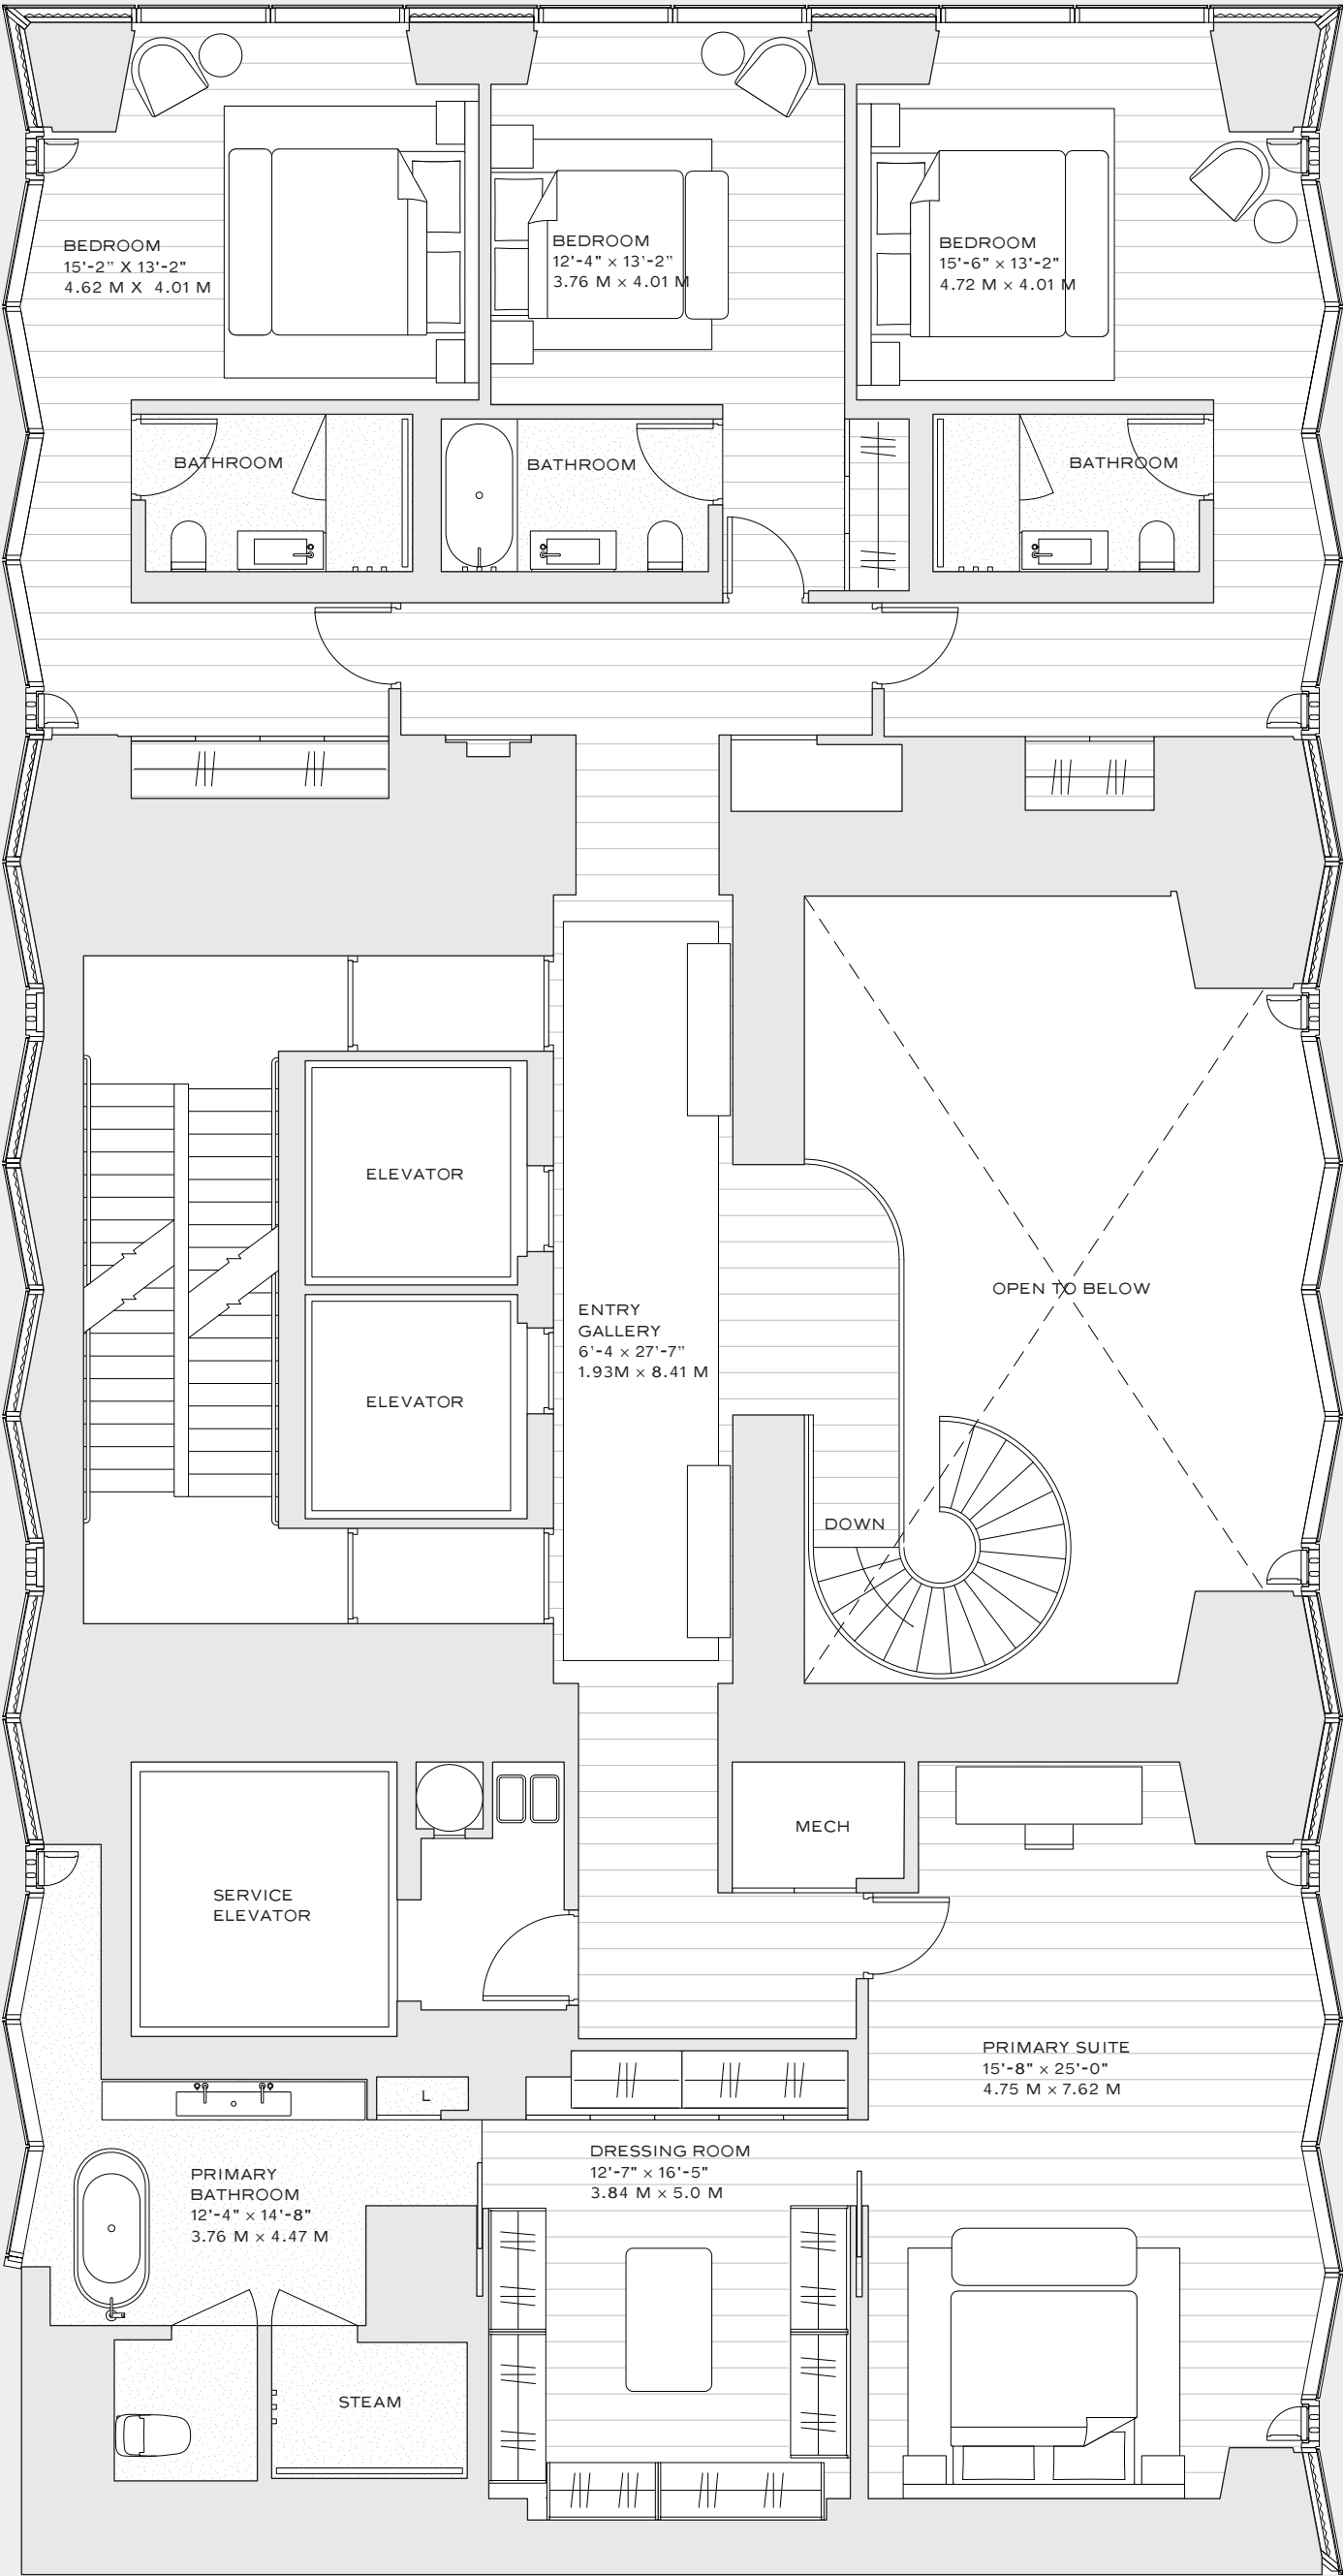 BEDROOM
15'-2" X 13'-2"
4.62 M X 4.01 M
BEDROOM
12'-4" × 13'-2"
3.76 M × 4.01 M
BEDROOM
15'-6" × 13'-2"
4.72 M × 4.01 M
BATHROOM
BATHROOM
BATHROOM
ELEVATOR
OPEN TO BELOW
ENTRY
GALLERY
6'-4 × 27'-7"
1.93M × 8.41 M
ELEVATOR
DOWN
MECH
SERVICE
ELEVATOR
PRIMARY SUITE
15'-8" × 25'-0"
4.75 M × 7.62 M
L
DRESSING ROOM
12'-7" × 16'-5"
3.84 M × 5.0 M
PRIMARY
BATHROOM
12'-4" × 14'-8"
3.76 M × 4.47 M
STEAM